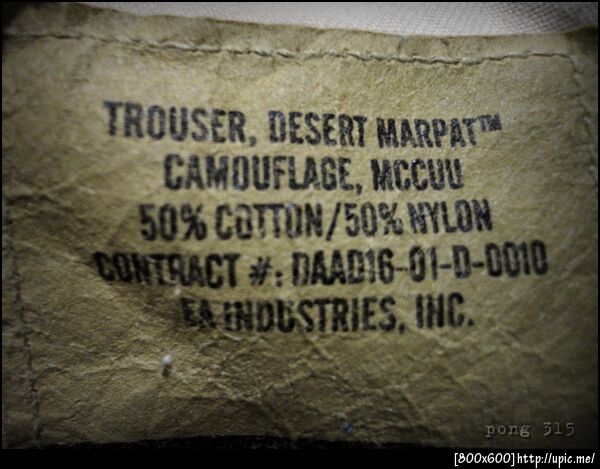 TROUSER, DESERT MARPAT™
CAMOUFLAGE, MCCUU
50% COTTON/50% NYLON
CONTRACT #: DAAD16-01-D-0010
EA INDUSTRIES, INC.
pong 315
[800x600]http://upic.me/